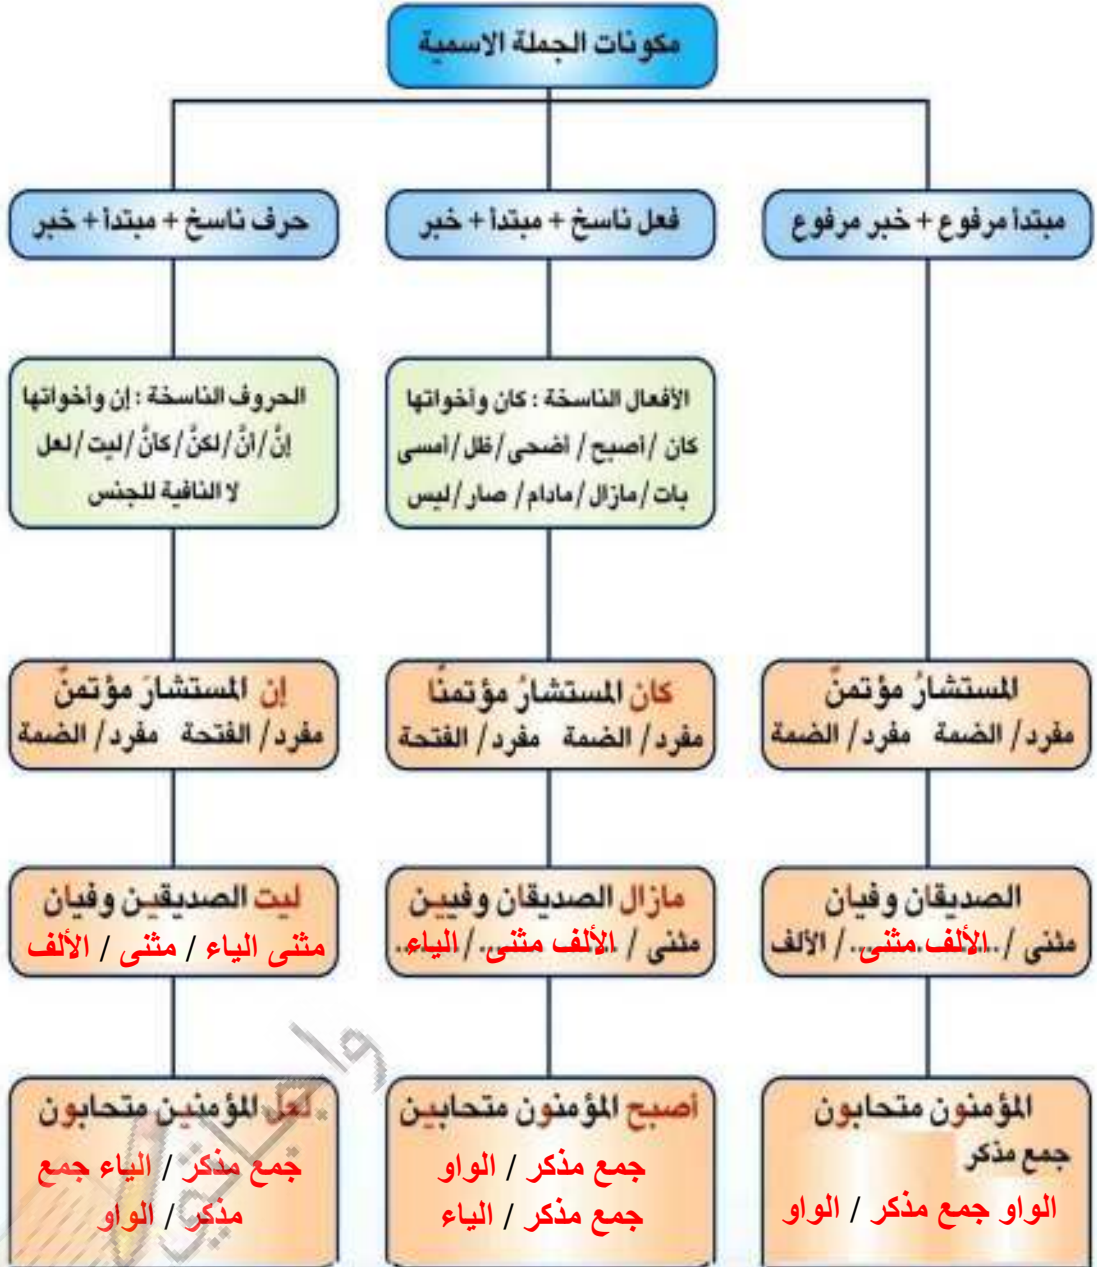 مكونات الجملة الاسمية
مبتدأ مرفوع + خبر مرفوع
فعل ناسخ + مبتدأ + خبر
حرف ناسخ + مبتدأ + خبر
الأفعال الناسخة : كان وأخواتها
كان / أصبح / أضحى / ظل / أمسى
بات / مازال / مادام / صار / ليس
الحروف الناسخة : إن وأخواتها
إنَّ / أنَّ / لكنَّ / كانَّ / ليت / لعل
لا النافية للجنس
المستشارُ مؤتمنٌ
مفرد / الضمة مفرد / الضمة
كان المستشارُ مؤتمنًا
مفرد / الضمة مفرد / الفتحة
إن المستشارَ مؤتمنٌ
مفرد / الفتحة مفرد / الضمة
الصديقان وفيان
مثنى / الألف مثنى / الألف
مازال الصديقان وفيين
مثنى / الألف مثنى / الياء
ليت الصديقين وفيان
مثنى الياء / مثنى / الألف
المؤمنون متحابون
جمع مذكر
الواو جمع مذكر / الواو
أصبح المؤمنون متحابين
جمع مذكر / الواو
جمع مذكر / الياء
لعل المؤمنين متحابون
جمع مذكر / الياء جمع
مذكر / الواو